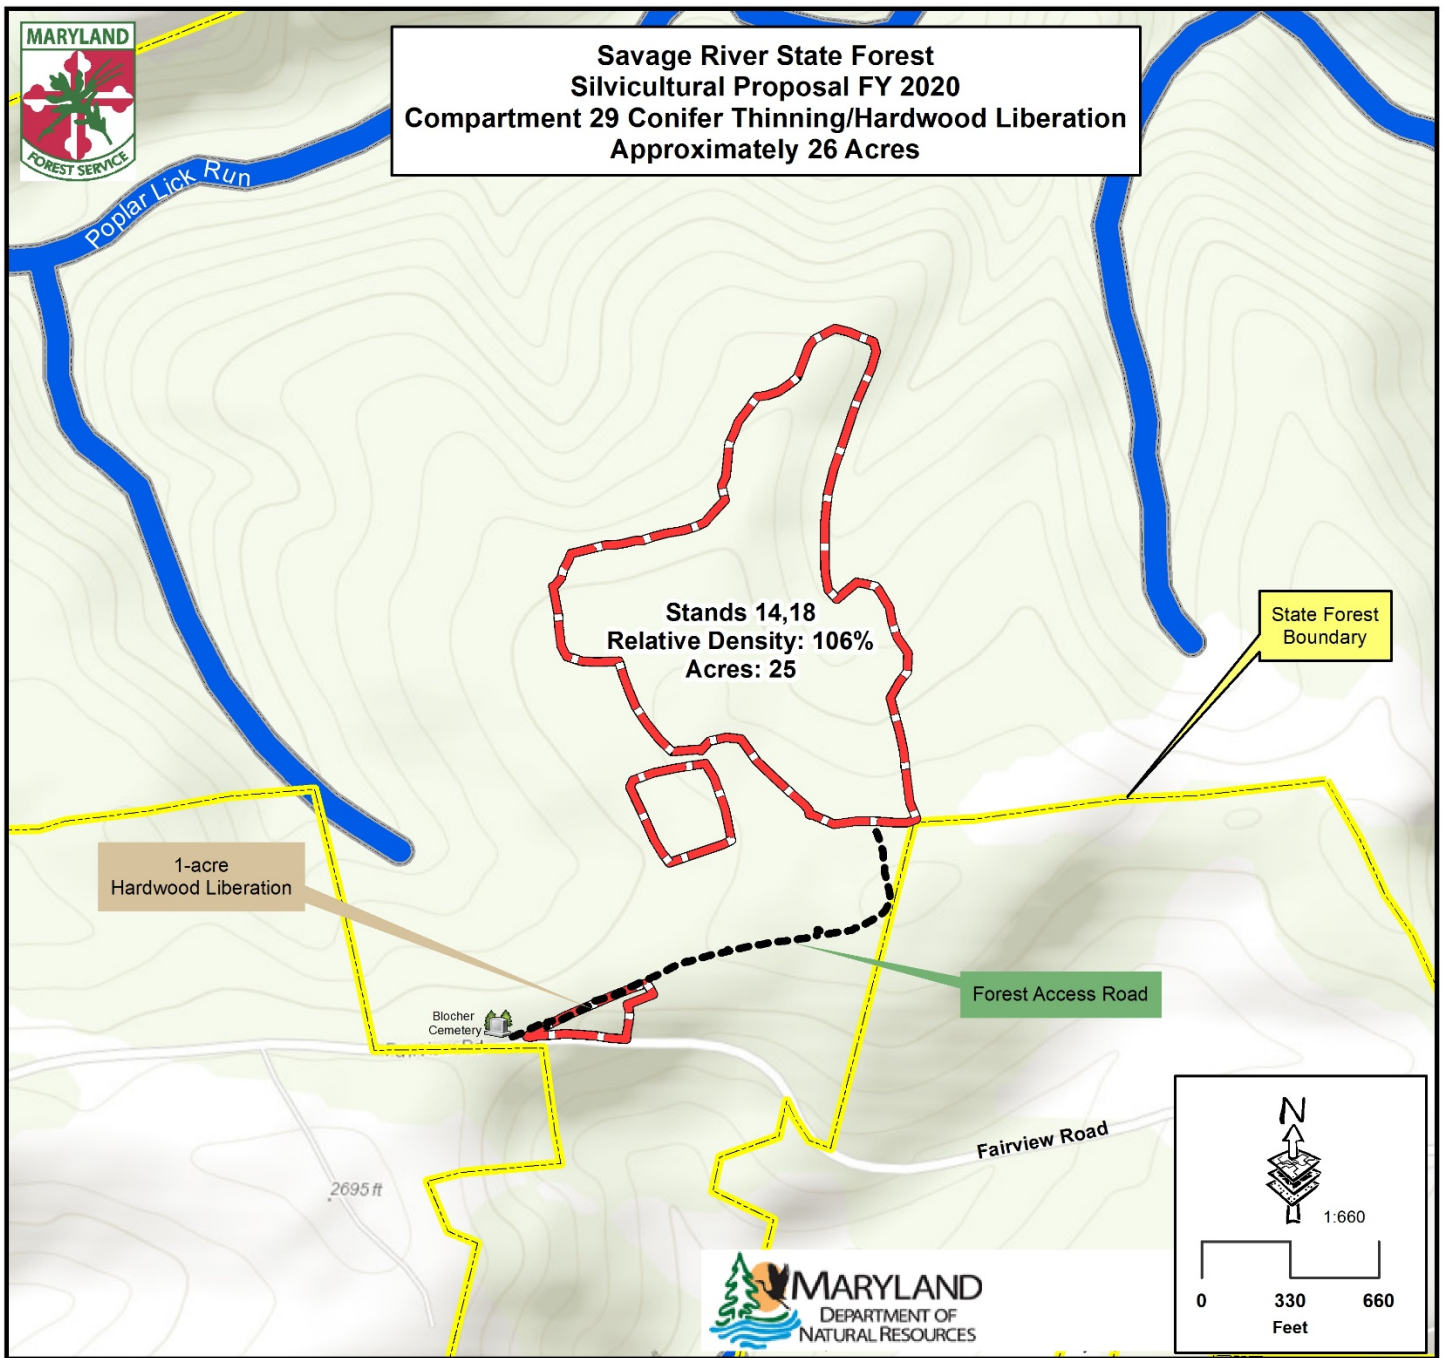 MARYLAND
FOREST SERVICE
Savage River State Forest
Silvicultural Proposal FY 2020
Compartment 29 Conifer Thinning/Hardwood Liberation
Approximately 26 Acres
Poplar Lick Run
Stands 14,18
Relative Density: 106%
Acres: 25
State Forest
Boundary
1-acre
Hardwood Liberation
Forest Access Road
Blocher
Cemetery
Fairview Road
2695 ft
N
1:660
0 330 660
Feet
MARYLAND
DEPARTMENT OF
NATURAL RESOURCES